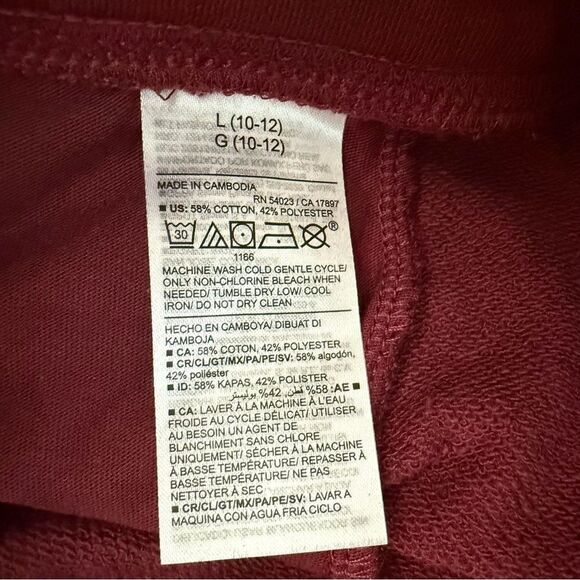 L (10-12)
G (10-12)
MADE IN CAMBODIA
RN 54023 / CA 17897
■ US: 58% COTTON, 42% POLYESTER
30
®
1166
MACHINE WASH COLD GENTLE CYCLE/
ONLY NON-CHLORINE BLEACH WHEN
NEEDED/ TUMBLE DRY LOW/ COOL
IRON/ DO NOT DRY CLEAN
HECHO EN CAMBOYA/ DIBUAT DI
KAMBOJA
■ CA: 58% COTON, 42% POLYESTER
■ CR/CL/GT/MX/PA/PE/SV: 58% algodón,
42% poliéster
■ ID: 58% KAPAS, 42% POLISTER
■ AE: 58% قطن, 42% بوليستر
■ CA: LAVER À LA MACHINE À L'EAU
FROIDE AU CYCLE DÉLICAT/ UTILISER
AU BESOIN UN AGENT DE
BLANCHIMENT SANS CHLORE
UNIQUEMENT/ SÉCHER À LA MACHINE
À BASSE TEMPÉRATURE/ REPASSER À
BASSE TEMPÉRATURE/ NE PAS
NETTOYER À SEC
■ CR/CL/GT/MX/PA/PE/SV: LAVAR A
MAQUINA CON AGUA FRIA CICLO